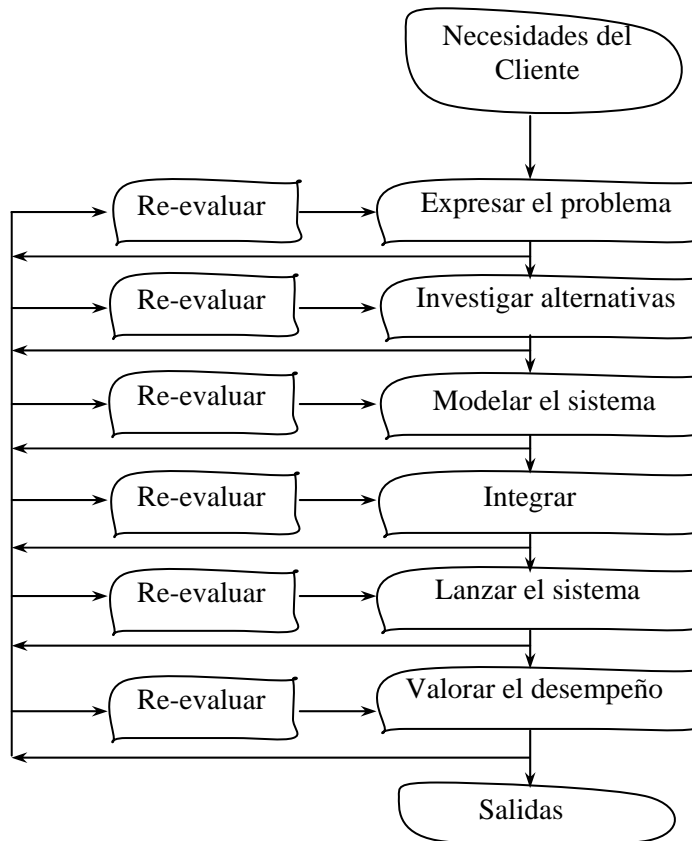 Necesidades del
Cliente
Re-evaluar
Expresar el problema
Re-evaluar
Investigar alternativas
Re-evaluar
Modelar el sistema
Re-evaluar
Integrar
Re-evaluar
Lanzar el sistema
Re-evaluar
Valorar el desempeño
Salidas